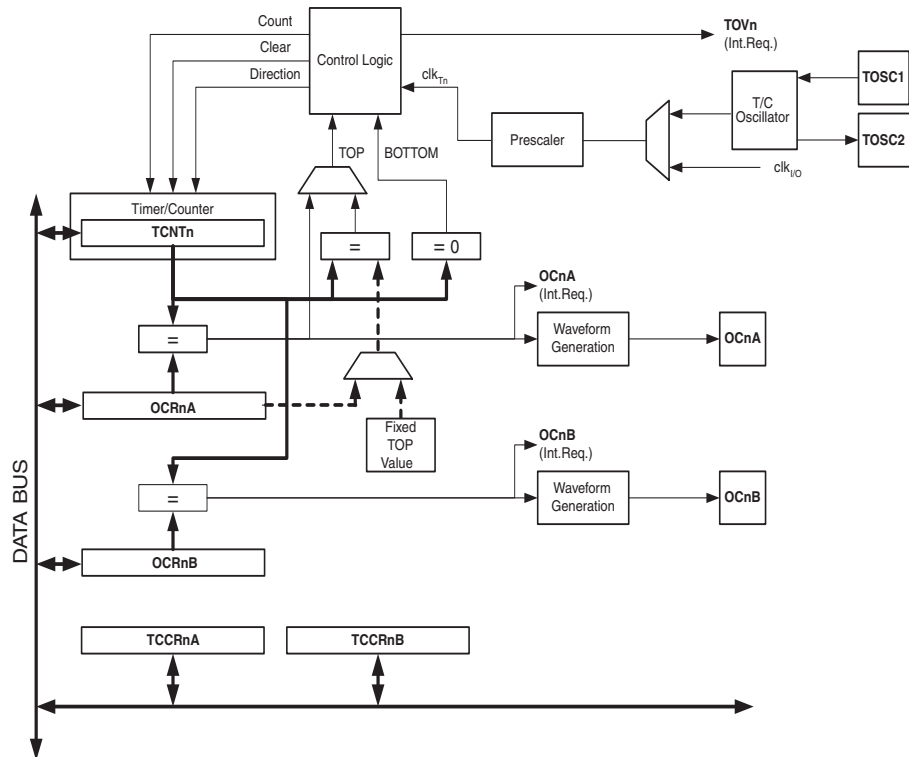 Count
Clear
Direction
Control Logic
TOVn
(Int.Req.)
clkTn
TOSC1
T/C
Oscillator
TOSC2
Prescaler
clkI/O
TOP
BOTTOM
Timer/Counter
TCNTn
=
= 0
OCnA
(Int.Req.)
=
Waveform
Generation
OCnA
OCRnA
Fixed
TOP
Value
OCnB
(Int.Req.)
=
Waveform
Generation
OCnB
OCRnB
DATA BUS
TCCRnA
TCCRnB